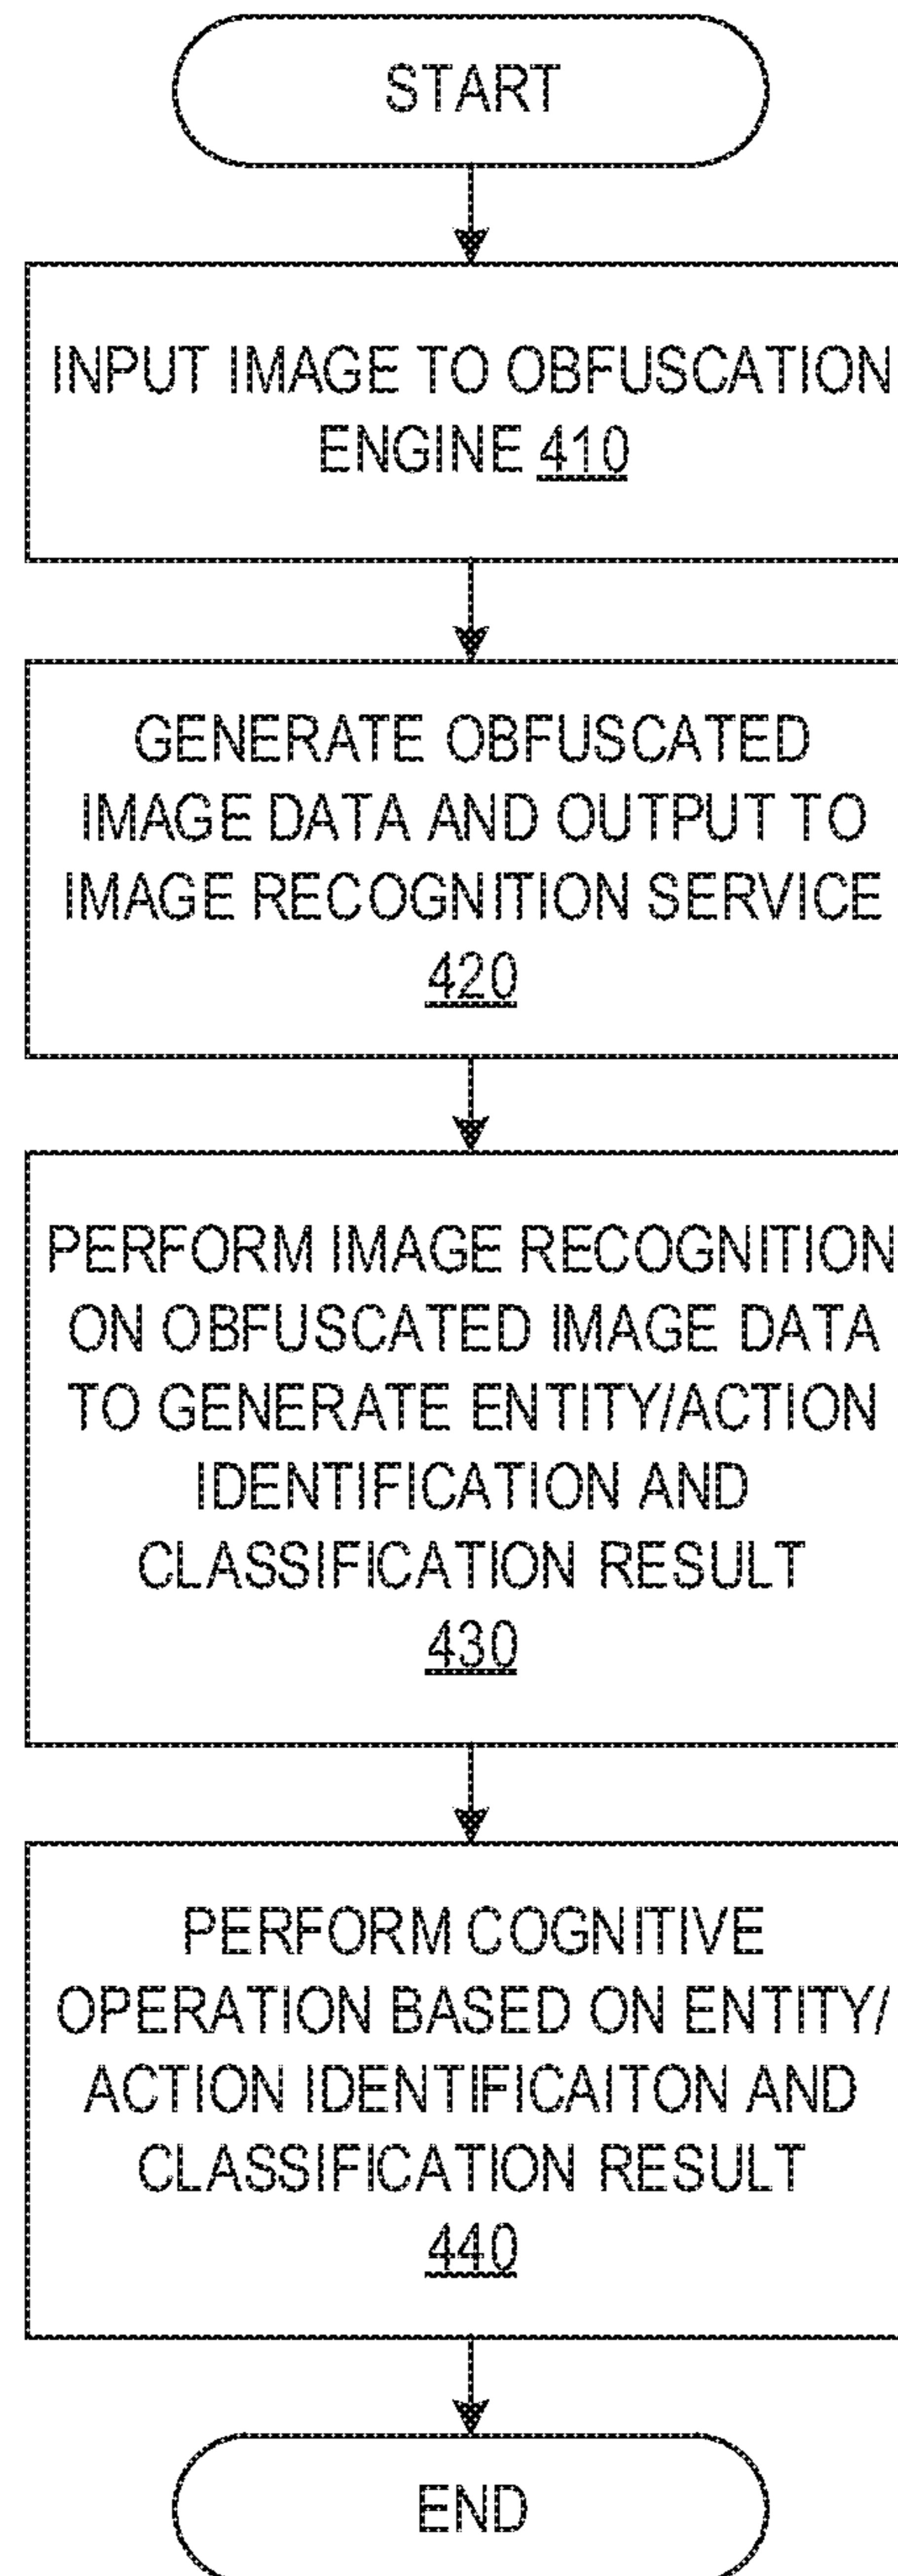 START
INPUT IMAGE TO OBFUSCATION
ENGINE 410
GENERATE OBFUSCATED
IMAGE DATA AND OUTPUT TO
IMAGE RECOGNITION SERVICE
420
PERFORM IMAGE RECOGNITION
ON OBFUSCATED IMAGE DATA
TO GENERATE ENTITY/ACTION
IDENTIFICATION AND
CLASSIFICATION RESULT
430
PERFORM COGNITIVE
OPERATION BASED ON ENTITY/
ACTION IDENTIFICAITON AND
CLASSIFICATION RESULT
440
END